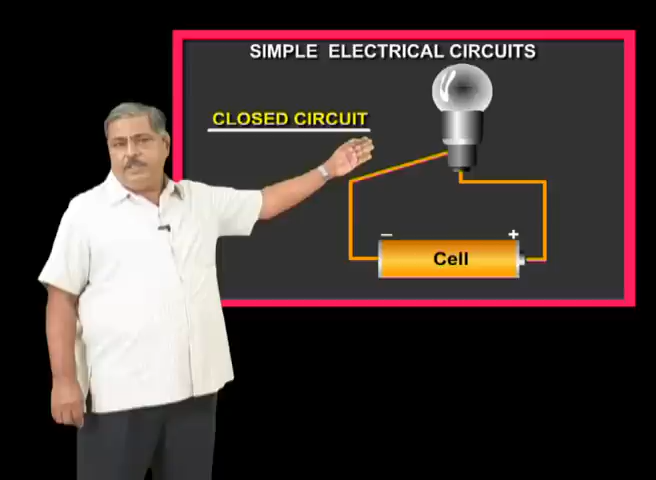 SIMPLE ELECTRICAL CIRCUITS
CLOSED CIRCUIT
– +
Cell